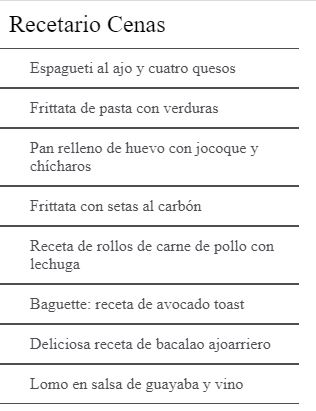 Recetario Cenas
Espagueti al ajo y cuatro quesos
Frittata de pasta con verduras
Pan relleno de huevo con jocoque y
chícharos
Frittata con setas al carbón
Receta de rollos de carne de pollo con
lechuga
Baguette: receta de avocado toast
Deliciosa receta de bacalao ajoarriero
Lomo en salsa de guayaba y vino